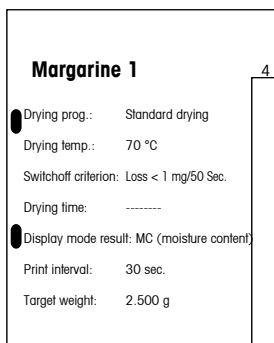 Margarine 1
4
Drying prog.: Standard drying
Drying temp.: 70 °C
Switchoff criterion: Loss < 1 mg/50 Sec.
Drying time: --------
Display mode result: MC (moisture content)
Print interval: 30 sec.
Target weight: 2.500 g